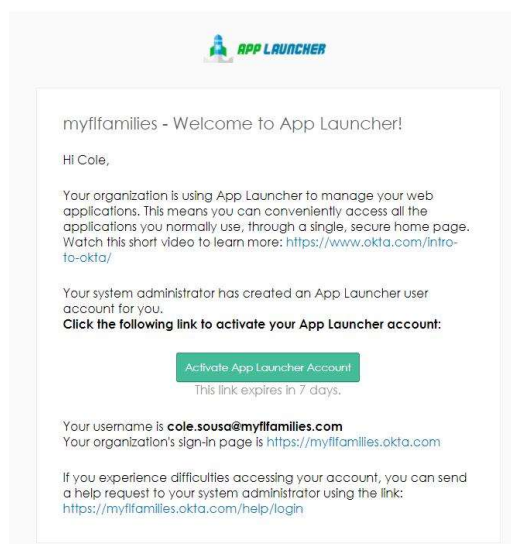 APP LAUNCHER
myflfamilies - Welcome to App Launcher!
Hi Cole,
Your organization is using App Launcher to manage your web
applications. This means you can conveniently access all the
applications you normally use, through a single, secure home page.
Watch this short video to learn more: https://www.okta.com/intro-
to-okta/
Your system administrator has created an App Launcher user
account for you.
Click the following link to activate your App Launcher account:
Activate App Launcher Account
This link expires in 7 days.
Your username is cole.sousa@myflfamilies.com
Your organization's sign-in page is https://myflfamilies.okta.com
If you experience difficulties accessing your account, you can send
a help request to your system administrator using the link:
https://myflfamilies.okta.com/help/login